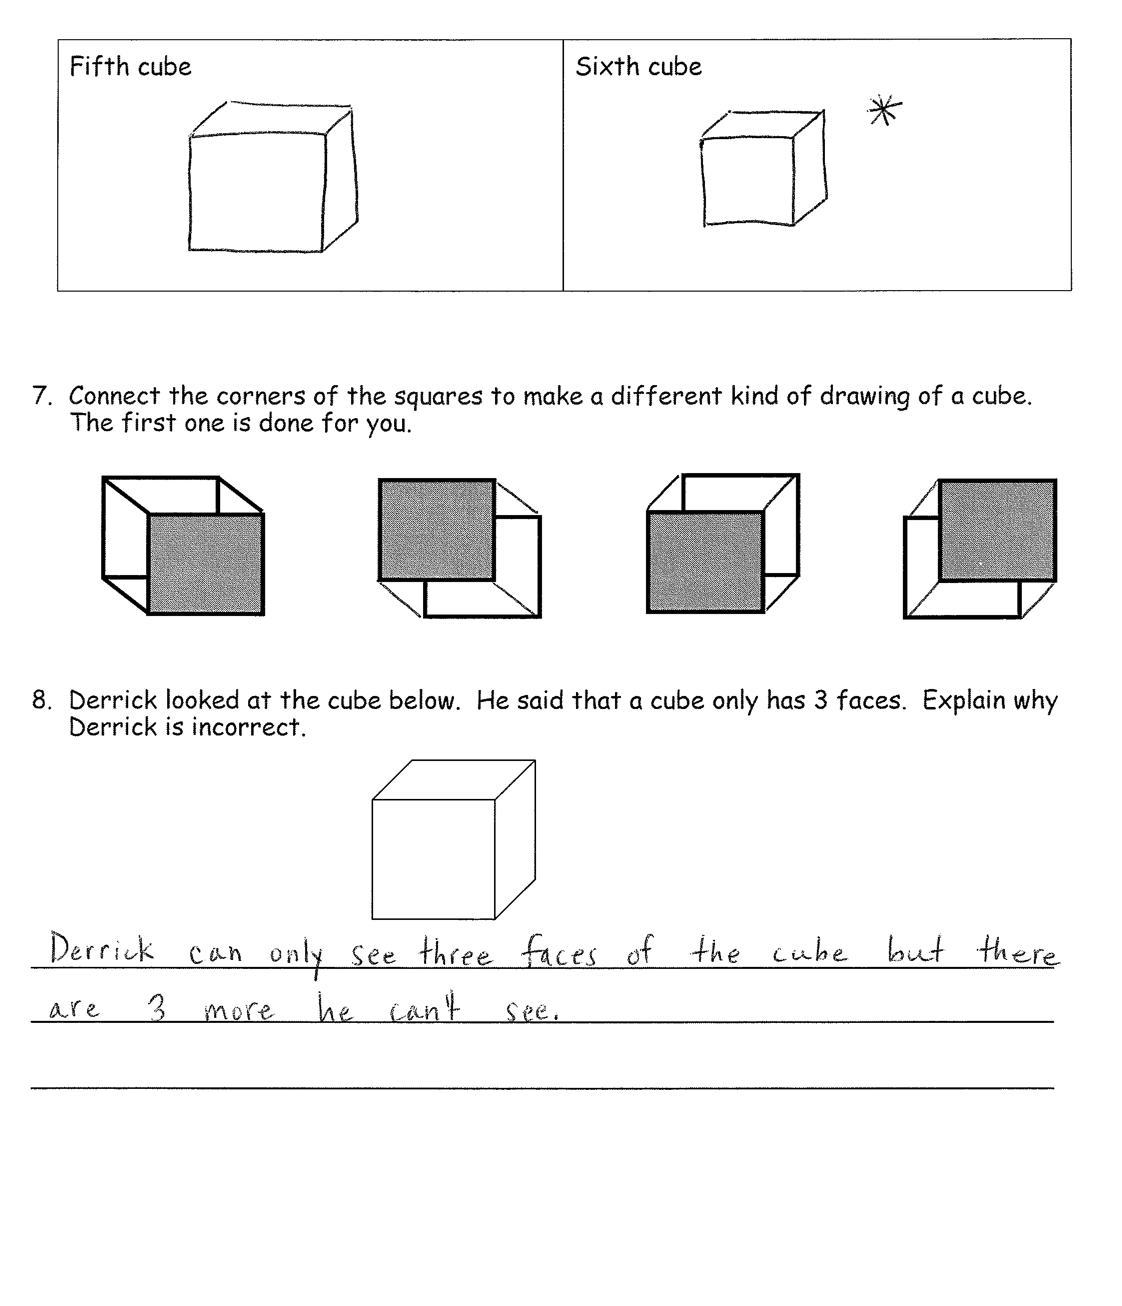 Fifth cube
Sixth cube
7. Connect the corners of the squares to make a different kind of drawing of a cube.
The first one is done for you.
8. Derrick looked at the cube below. He said that a cube only has 3 faces. Explain why
Derrick is incorrect.
Derrick can only see three faces of the cube but there
are 3 more he can't see.